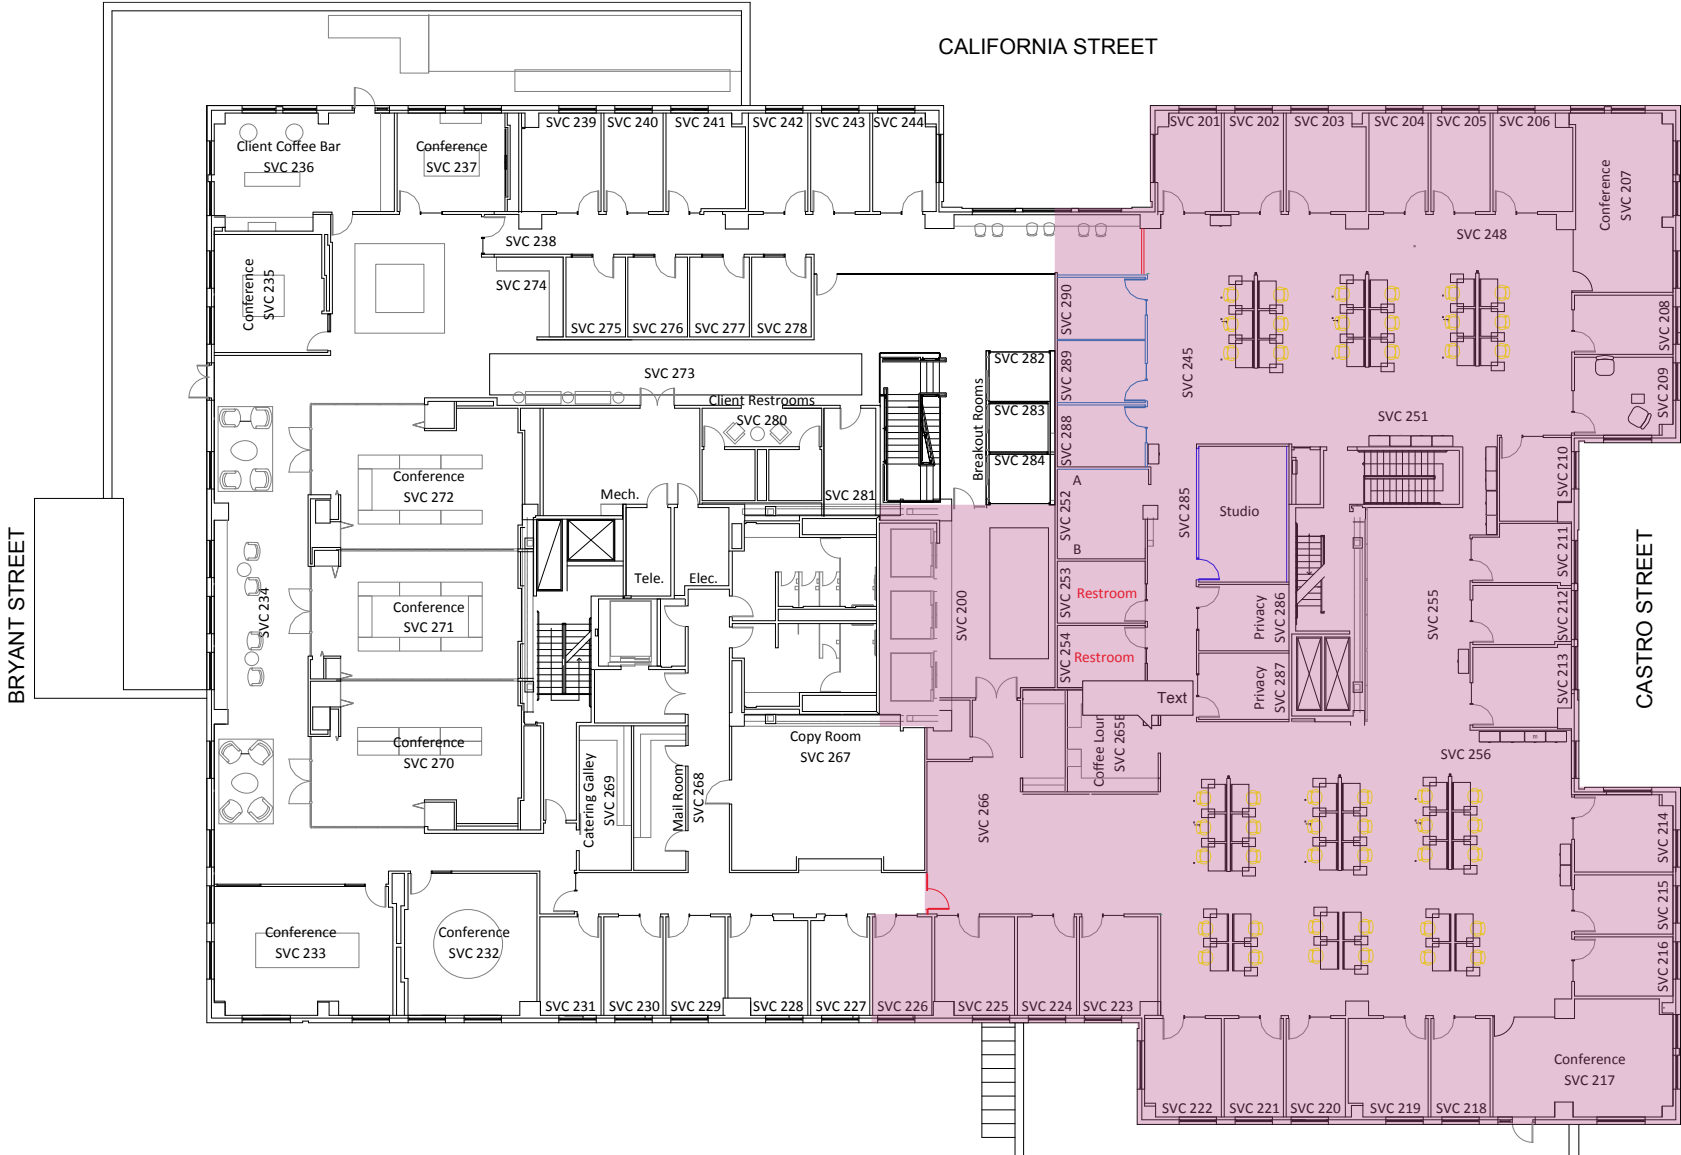 CALIFORNIA STREET
BRYANT STREET
CASTRO STREET
Client Coffee Bar
SVC 236
Conference
SVC 237
SVC 239
SVC 240
SVC 241
SVC 242
SVC 243
SVC 244
SVC 201
SVC 202
SVC 203
SVC 204
SVC 205
SVC 206
Conference
SVC 207
SVC 238
SVC 248
Conference
SVC 235
SVC 274
SVC 275
SVC 276
SVC 277
SVC 278
SVC 290
SVC 289
SVC 288
SVC 245
SVC 208
SVC 209
SVC 273
SVC 282
SVC 283
SVC 284
Breakout Rooms
Client Restrooms
SVC 280
SVC 281
SVC 251
SVC 210
Conference
SVC 272
Mech.
A
SVC 252
B
SVC 285
Studio
SVC 211
Tele.
Elec.
SVC 253
Restroom
SVC 234
Conference
SVC 271
SVC 200
Privacy
SVC 286
SVC 255
SVC 212
SVC 254
Restroom
SVC 213
Privacy
SVC 287
Text
Coffee Loun
SVC 265B
Conference
SVC 270
Copy Room
SVC 267
SVC 256
Catering Galley
SVC 269
Mail Room
SVC 268
SVC 266
SVC 214
SVC 215
SVC 216
Conference
SVC 233
Conference
SVC 232
SVC 231
SVC 230
SVC 229
SVC 228
SVC 227
SVC 226
SVC 225
SVC 224
SVC 223
Conference
SVC 217
SVC 222
SVC 221
SVC 220
SVC 219
SVC 218